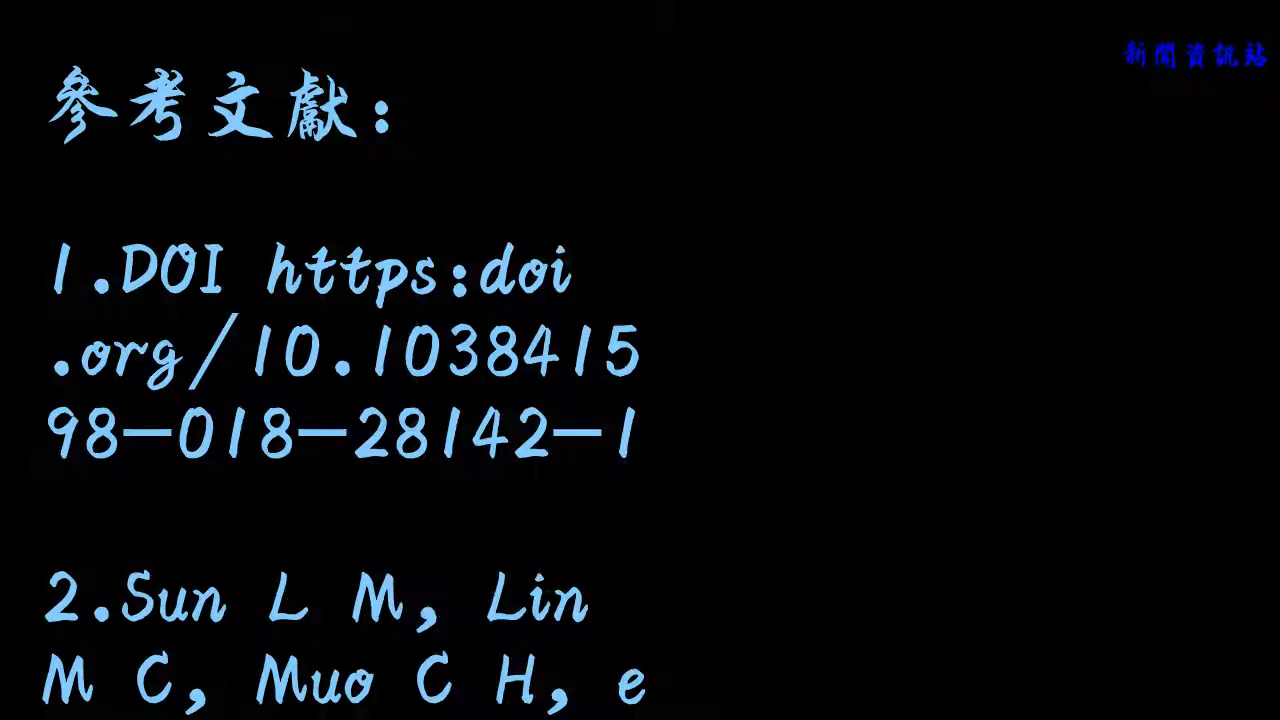 新聞資訊站
參考文獻:
1.DOI https:doi
.org/10.1038415
98-018-28142-1
2.Sun L M, Lin
M C, Muo C H, e